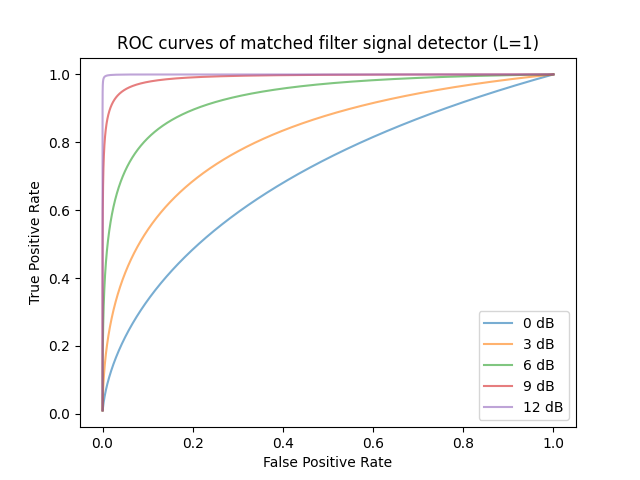 ROC curves of matched filter signal detector (L=1)
True Positive Rate
1.0
0.8
0.6
0.4
0.2
0.0
0 dB
3 dB
6 dB
9 dB
12 dB
0.0 0.2 0.4 0.6 0.8 1.0
False Positive Rate